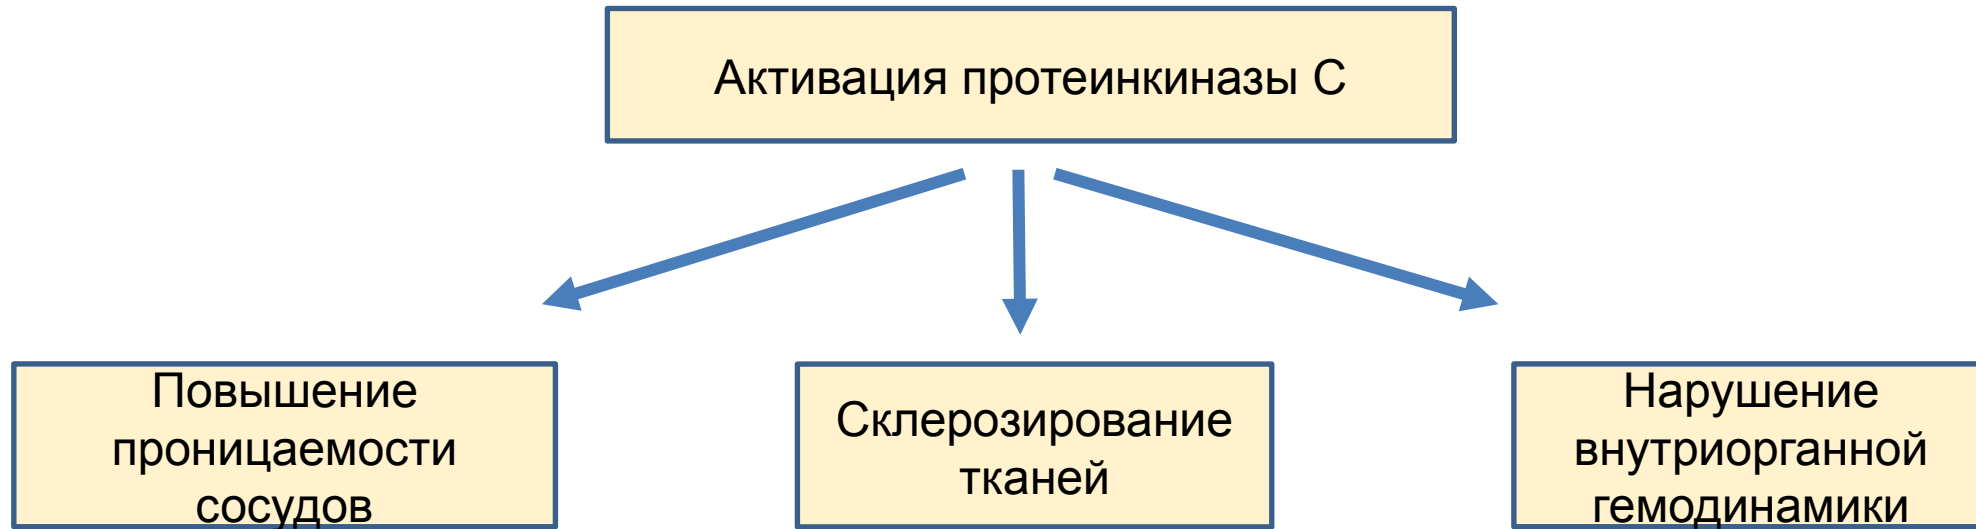 Активация протеинкиназы С
Повышение
проницаемости
сосудов
Склерозирование
тканей
Нарушение
внутриорганной
гемодинамики